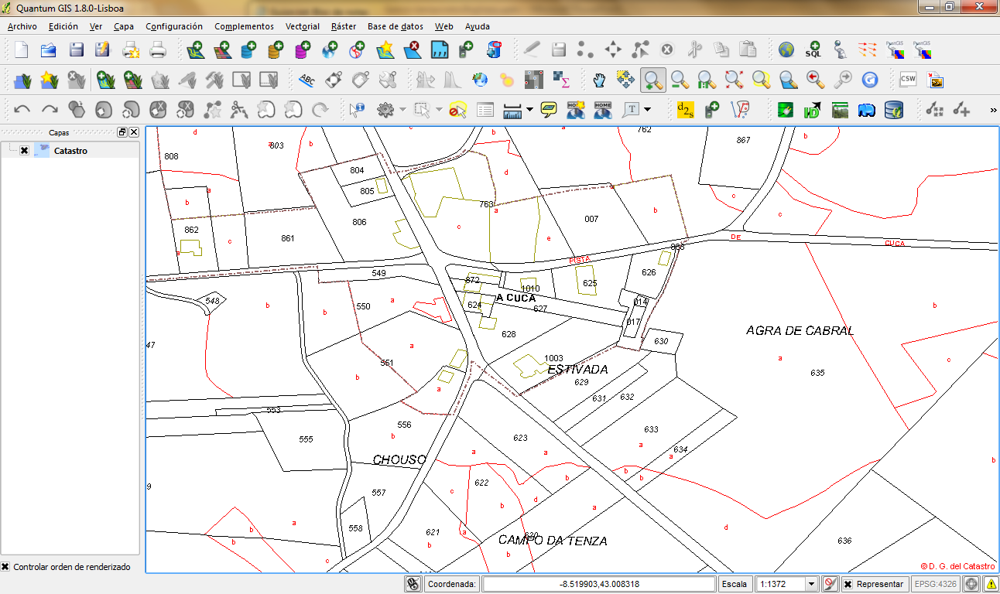 Quantum GIS 1.8.0-Lisboa
Archivo Edición Ver Capa Configuración Complementos Vectorial Ráster Base de datos Web Ayuda
SQL PostGIS PostGIS
ABC CSW
HOME T d2s
»
Capas
Catastro
Controlar orden de renderizado
808 d 803 a b c b a 762 867 b
804 d
805 763
a b a 007 b c
862 806 c e c
a c 861
PISTA DE CUCA
866
549 872 626
1010 625
548 b b 550 a 624 A CUCA 627 014 b
017
47 628 AGRA DE CABRAL
a 630
551 1003 a c
b ESTIVADA 635
629
a 631 632
553
556 633
555 b 623 634
a a a a
CHOUSO b
9 622 b b
557 c d
b a
a
558 621 a d
b CAMPO DA TENZA
620 636
b b b
c
© D. G. del Catastro
Coordenada: -8.519903,43.008318 Escala 1:1372 Representar EPSG:4326